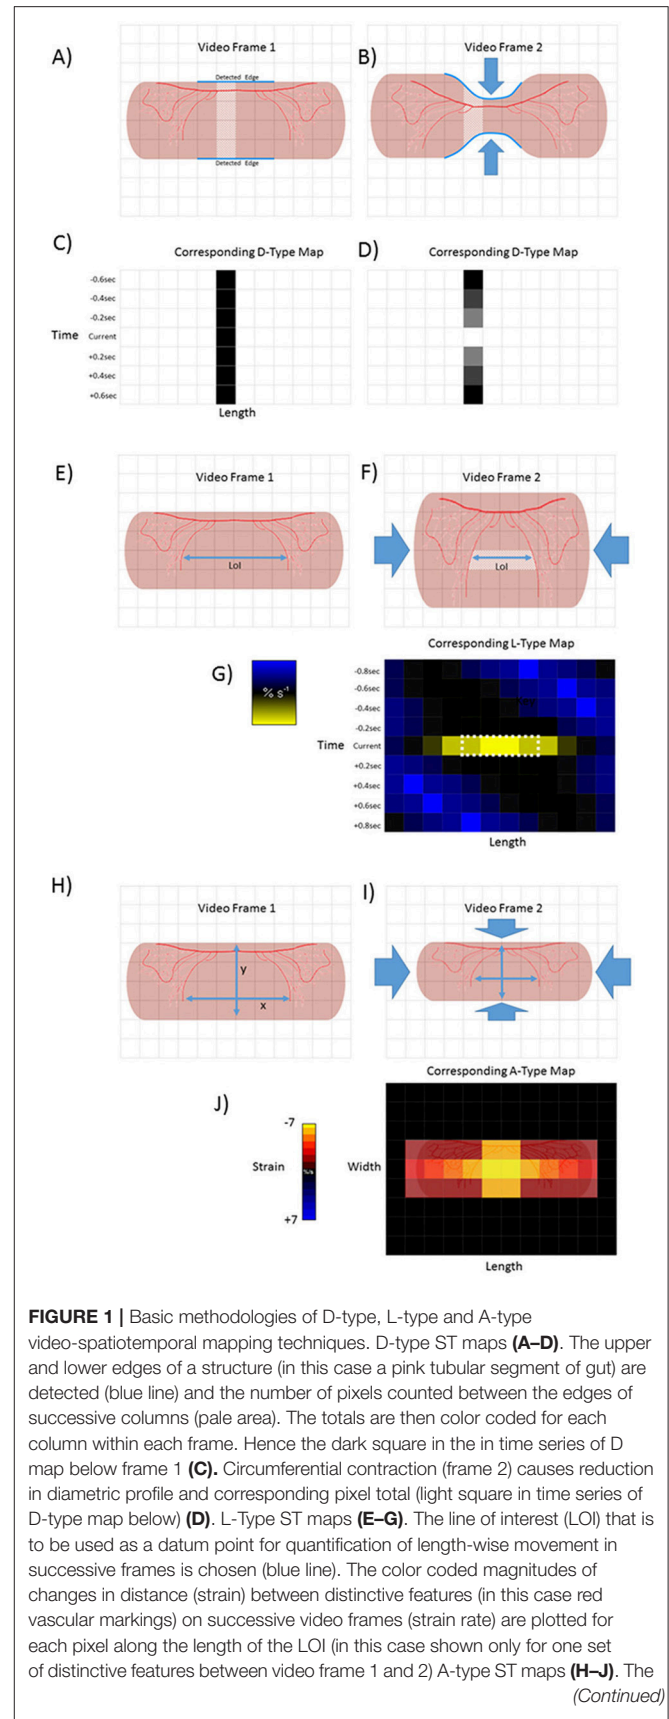 A)
Video Frame 1
Detected Edge
Detected Edge
B)
Video Frame 2
C)
Corresponding D-Type Map
D)
Corresponding D-Type Map
-0.6sec
-0.4sec
-0.2sec
Time
Current
+0.2sec
+0.4sec
+0.6sec
Length
E)
Video Frame 1
LoI
F)
Video Frame 2
LoI
G)
% s-1
Corresponding L-Type Map
-0.8sec
-0.6sec
-0.4sec
-0.2sec
Time
Current
+0.2sec
+0.4sec
+0.6sec
+0.8sec
Length
H)
Video Frame 1
y
x
I)
Video Frame 2
J)
-7
Strain
%/s
+7
Corresponding A-Type Map
Width
Length
FIGURE 1 | Basic methodologies of D-type, L-type and A-type
video-spatiotemporal mapping techniques. D-type ST maps (A–D). The upper
and lower edges of a structure (in this case a pink tubular segment of gut) are
detected (blue line) and the number of pixels counted between the edges of
successive columns (pale area). The totals are then color coded for each
column within each frame. Hence the dark square in the in time series of D
map below frame 1 (C). Circumferential contraction (frame 2) causes reduction
in diametric profile and corresponding pixel total (light square in time series of
D-type map below) (D). L-Type ST maps (E–G). The line of interest (LOI) that is
to be used as a datum point for quantification of length-wise movement in
successive frames is chosen (blue line). The color coded magnitudes of
changes in distance (strain) between distinctive features (in this case red
vascular markings) on successive video frames (strain rate) are plotted for
each pixel along the length of the LOI (in this case shown only for one set
of distinctive features between video frame 1 and 2) A-type ST maps (H–J). The
(Continued)